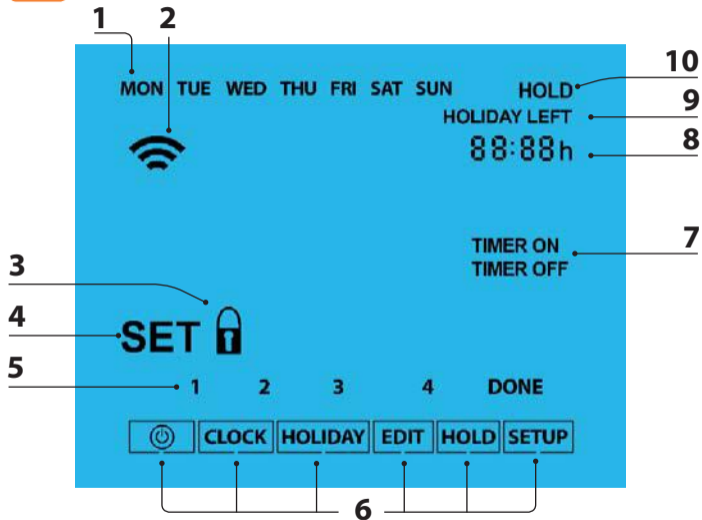 1 2
MON TUE WED THU FRI SAT SUN HOLD 10
HOLIDAY LEFT 9
88:88h 8
TIMER ON 7
TIMER OFF
3
4 SET
5
1 2 3 4 DONE
CLOCK HOLIDAY EDIT HOLD SETUP
6